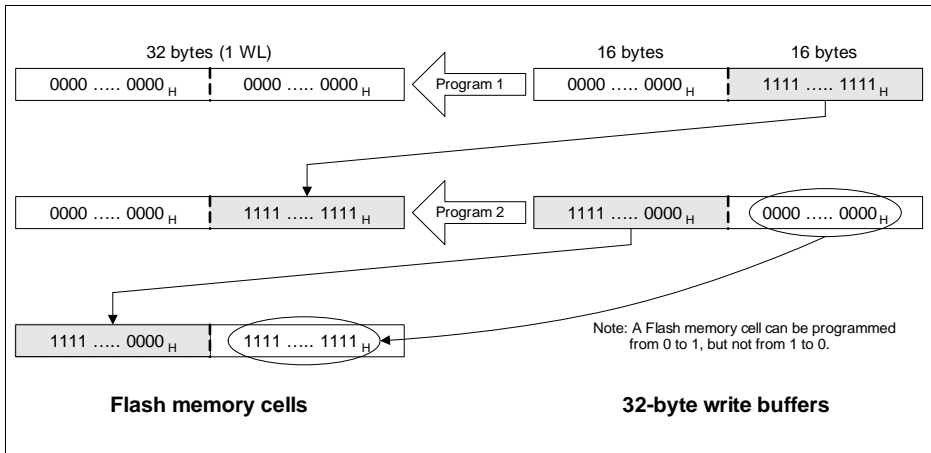 32 bytes (1 WL) 16 bytes 16 bytes
0000 ..... 0000 H 0000 ..... 0000 H Program 1 0000 ..... 0000 H 1111 ..... 1111 H
0000 ..... 0000 H 1111 ..... 1111 H Program 2 1111 ..... 0000 H 0000 ..... 0000 H
1111 ..... 0000 H 1111 ..... 1111 H
Note: A Flash memory cell can be programmed
from 0 to 1, but not from 1 to 0.
Flash memory cells 32-byte write buffers